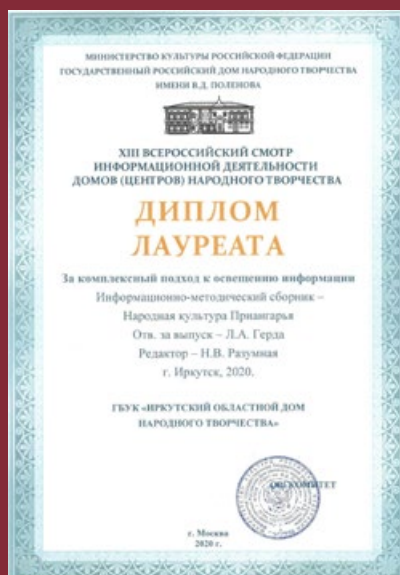 МИНИСТЕРСТВО КУЛЬТУРЫ РОССИЙСКОЙ ФЕДЕРАЦИИ
ГОСУДАРСТВЕННЫЙ РОССИЙСКИЙ ДОМ НАРОДНОГО ТВОРЧЕСТВА
ИМЕНИ В.Д. ПОЛЕНОВА
XIII ВСЕРОССИЙСКИЙ СМОТР
ИНФОРМАЦИОННОЙ ДЕЯТЕЛЬНОСТИ
ДОМОВ (ЦЕНТРОВ) НАРОДНОГО ТВОРЧЕСТВА
ДИПЛОМ
ЛАУРЕАТА
За комплексный подход к освещению информации
Информационно-методический сборник –
Народная культура Приангарья
Отв. за выпуск – Л.А. Герда
Редактор – Н.В. Разумная
г. Иркутск, 2020.
ГБУК «ИРКУТСКИЙ ОБЛАСТНОЙ ДОМ
НАРОДНОГО ТВОРЧЕСТВА»
ОРГКОМИТЕТ
г. Москва
2020 г.